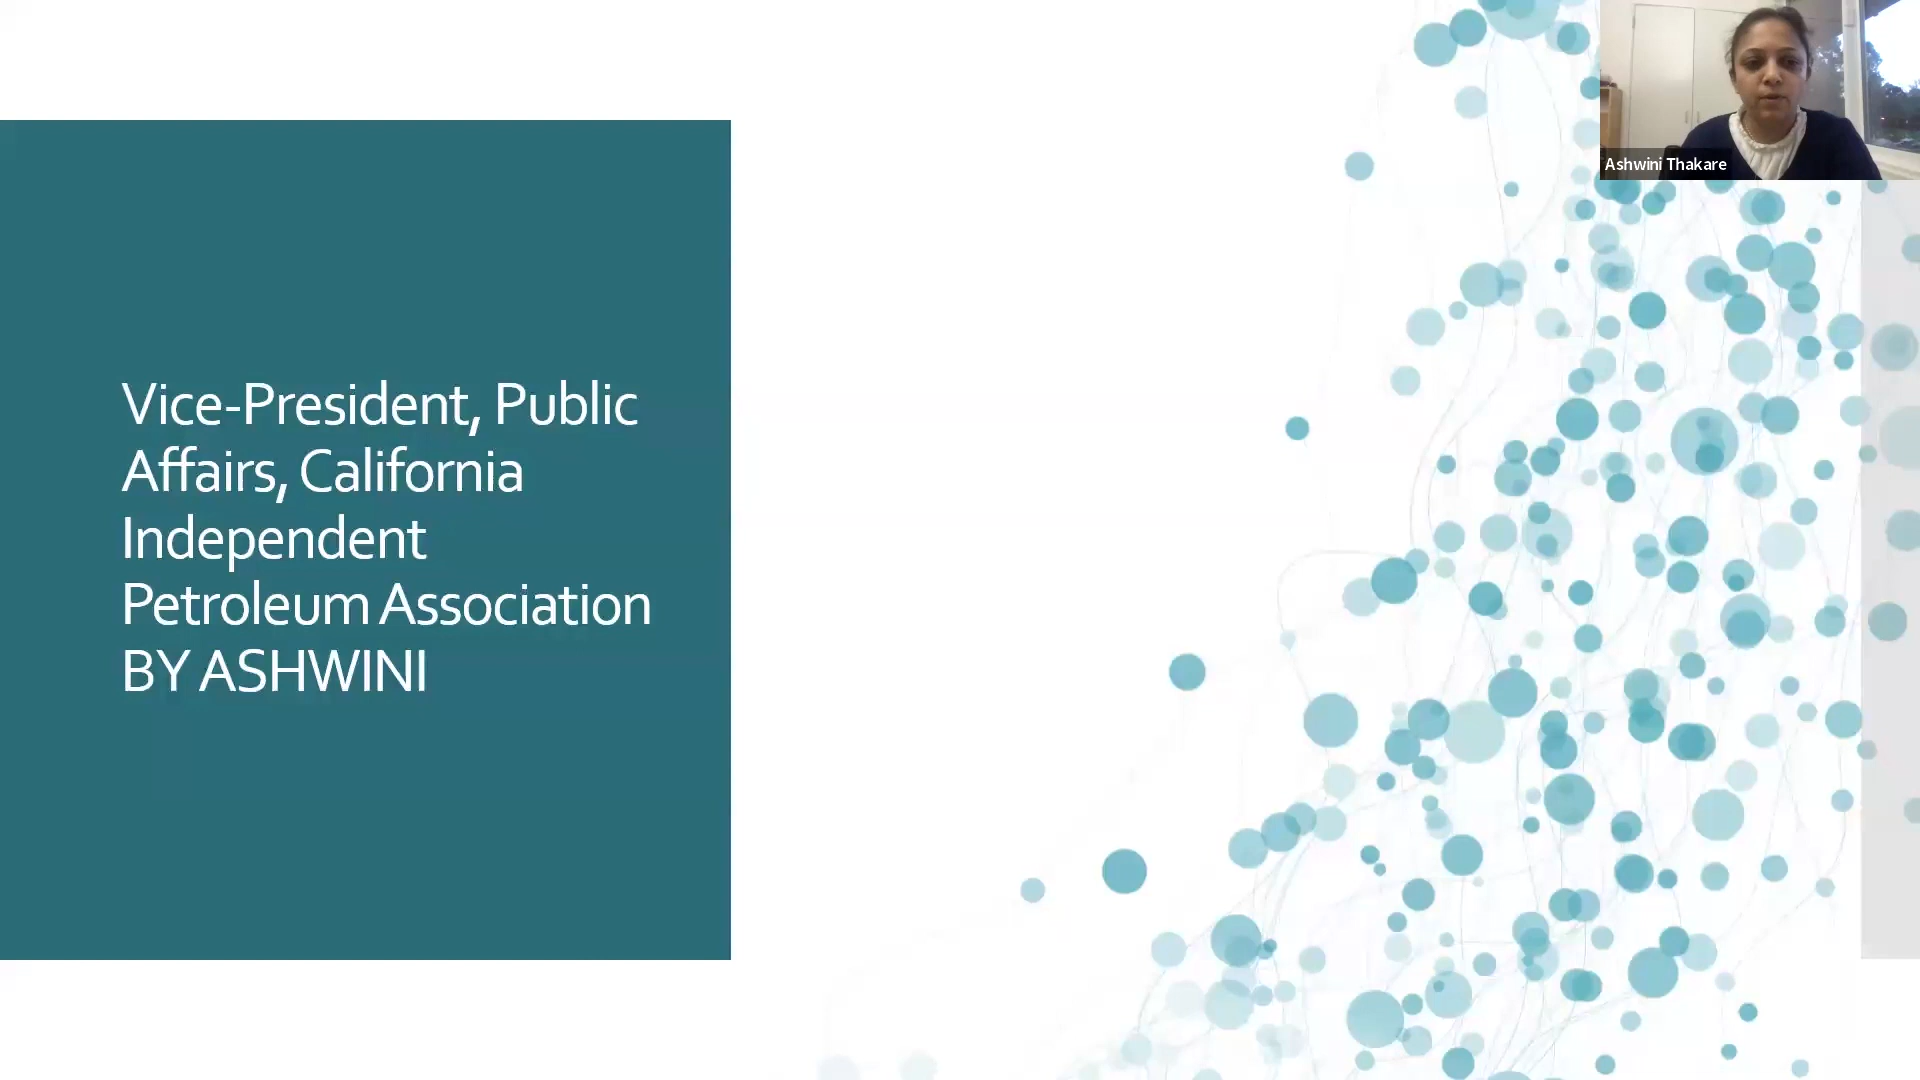 Vice-President, Public
Affairs, California
Independent
Petroleum Association
BY ASHWINI
Ashwini Thakare